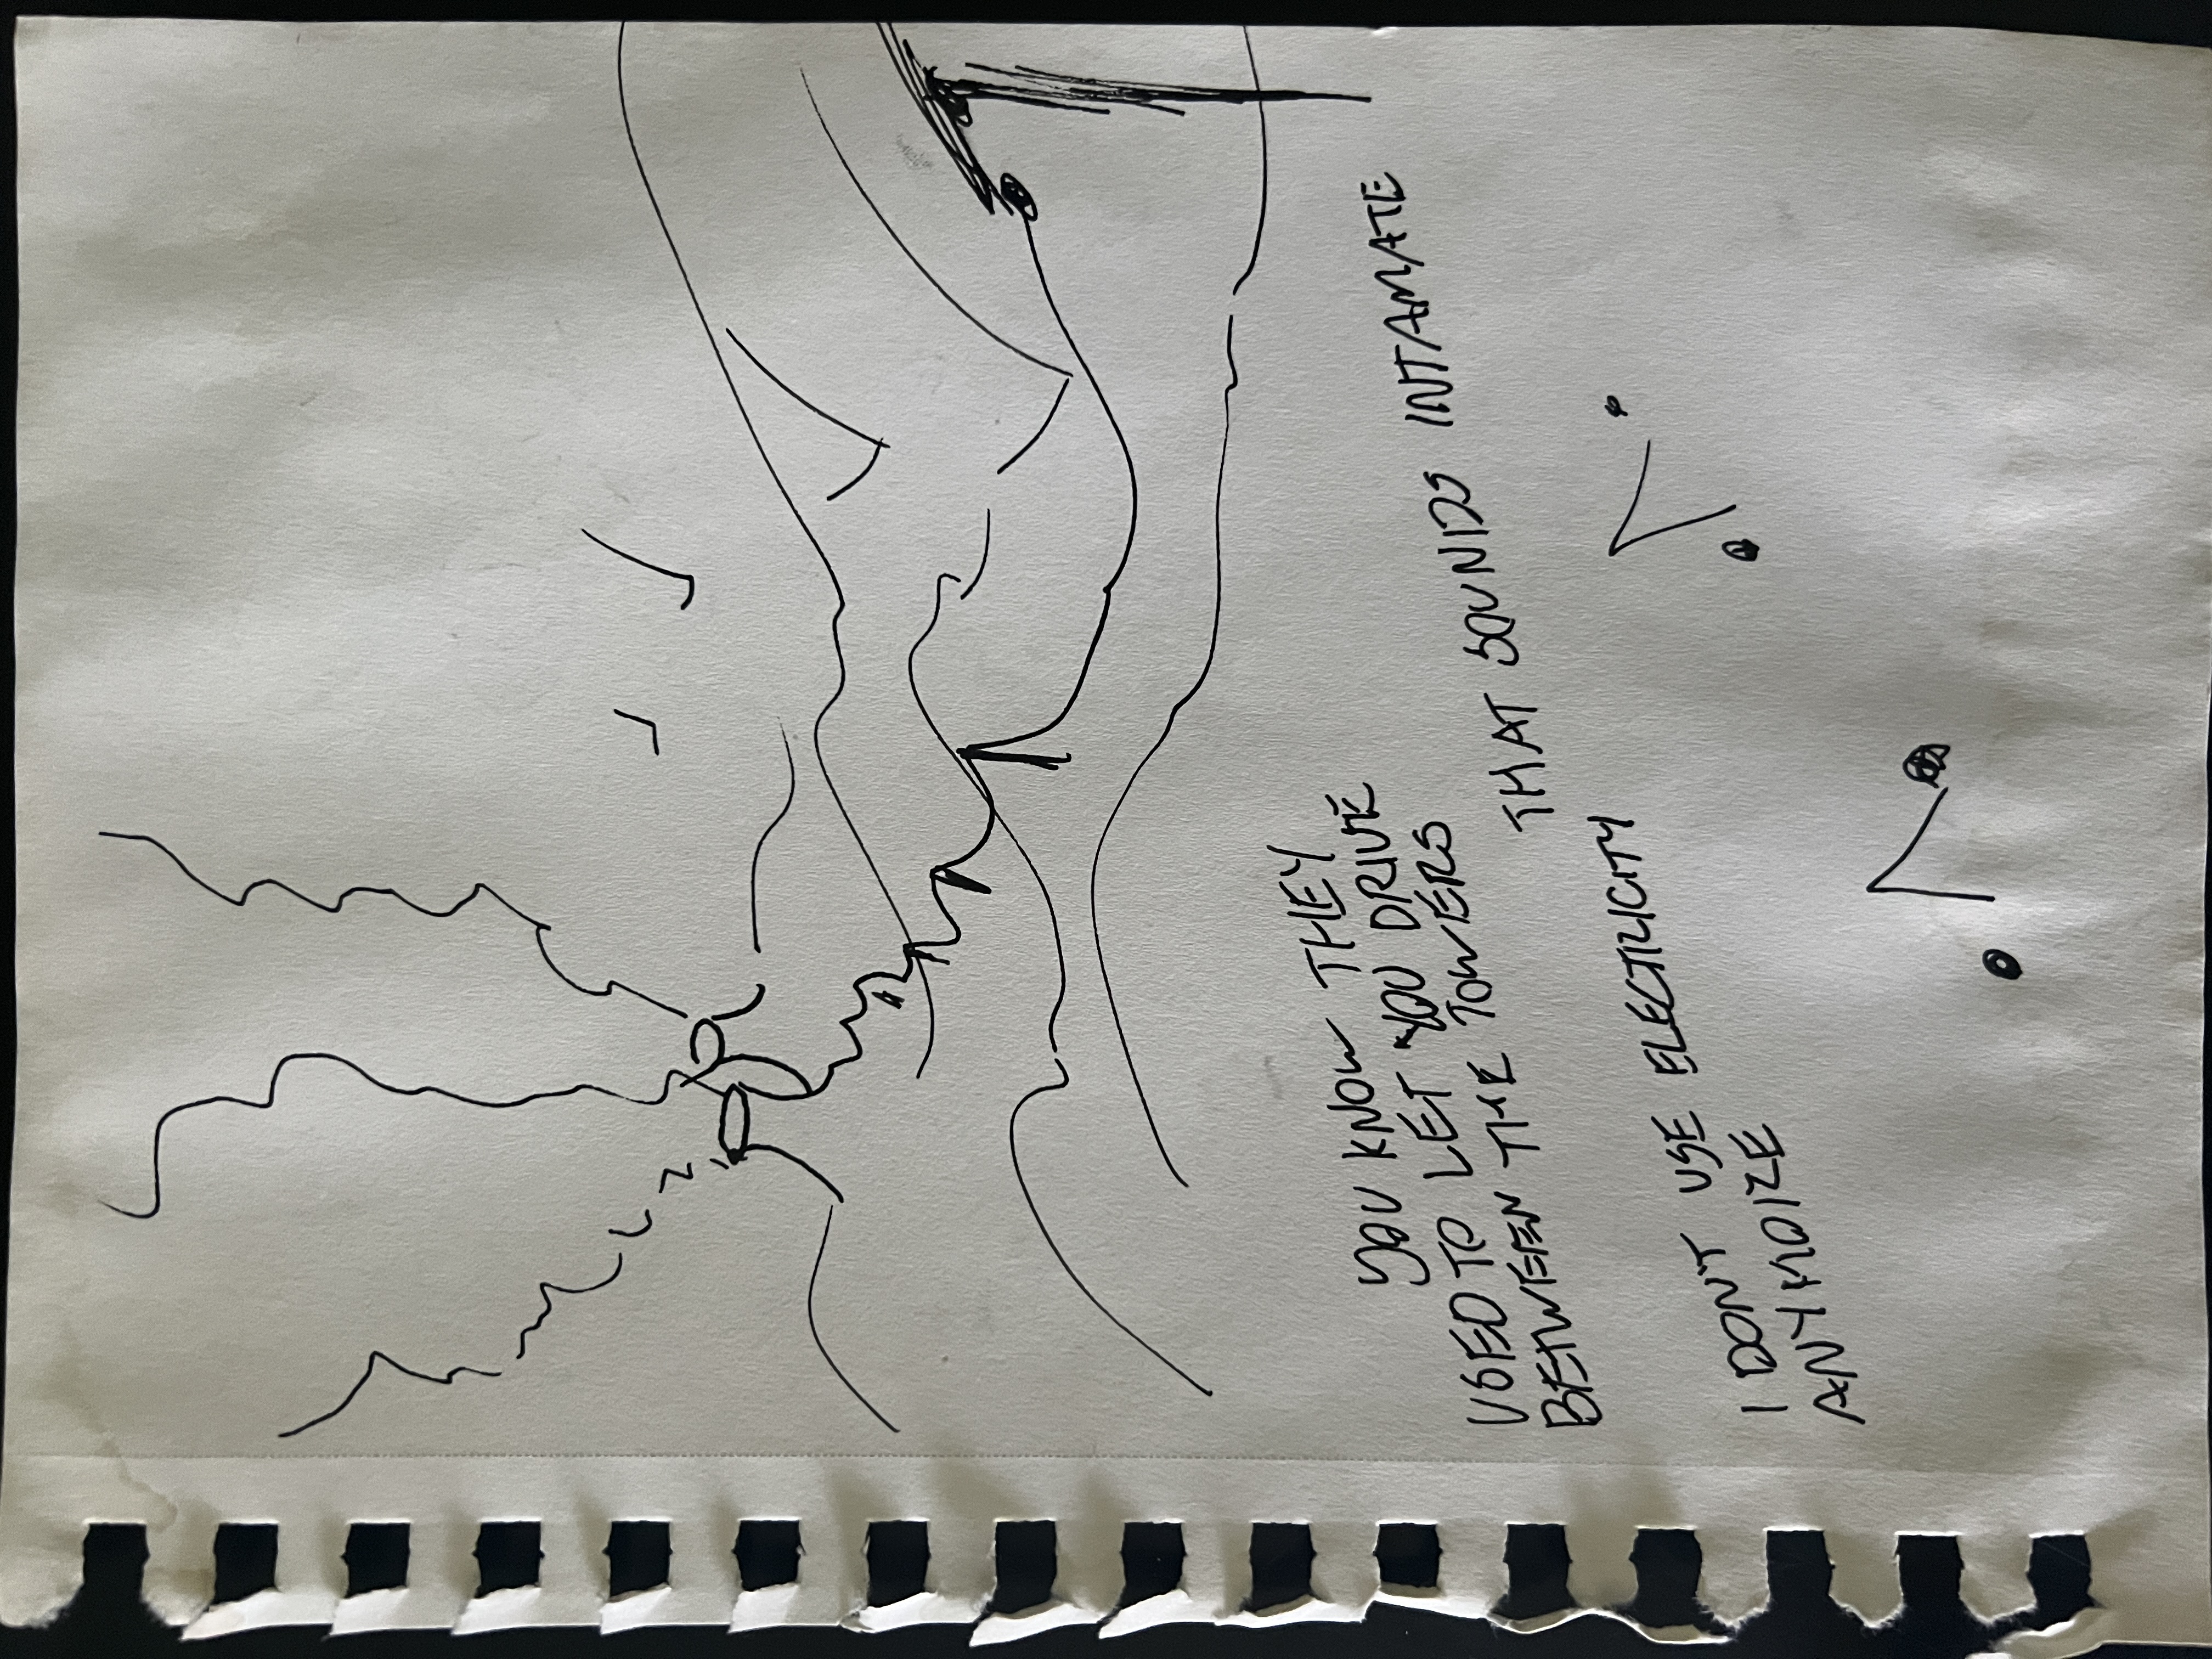 YOU KNOW THEY
USED TO LET YOU DRIVE
BETWEEN THE TOWERS
THAT SOUNDS INTAMATE
I DON'T USE ELECTRICITY
ANYMORE